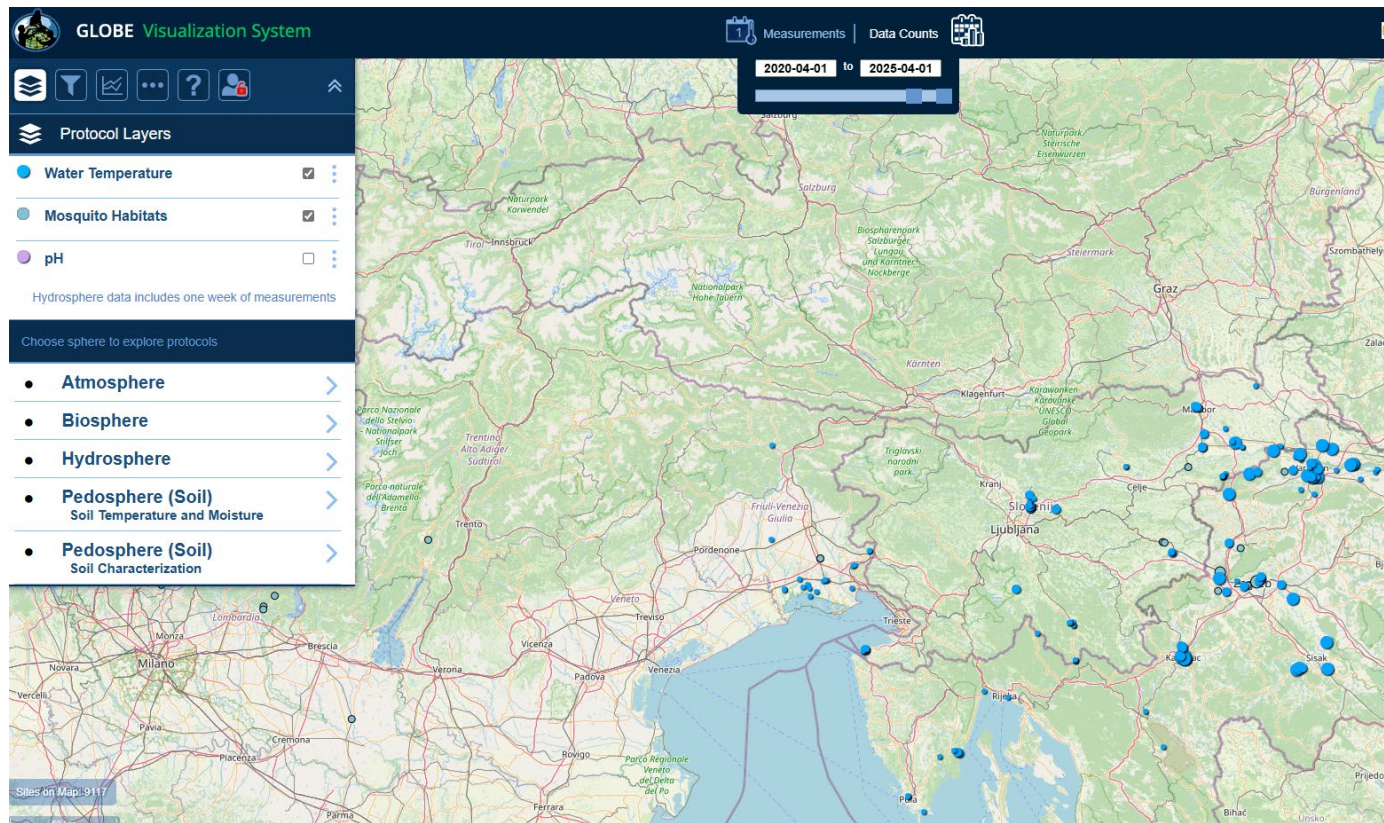 GLOBE Visualization System
Measurements | Data Counts
2020-04-01 to 2025-04-01
Protocol Layers
Water Temperature
Mosquito Habitats
pH
Hydrosphere data includes one week of measurements
Choose sphere to explore protocols
Atmosphere
Biosphere
Hydrosphere
Pedosphere (Soil)
Soil Temperature and Moisture
Pedosphere (Soil)
Soil Characterization
Sites on Map: 9117
Salzburg
Naturpark
Steirische
Eisenwurzen
Salzburg
Naturpark
Karwendel
Burgenland
Tirol
Innsbruck
Biospherenpark
Salzburger
Lungau
und Kärntner
Nockberge
Steiermark
Szombathely
Nationalpark
Hohe Tauern
Graz
Kärnten
Klagenfurt
Karawanken-
Karavanke
UNESCO
Global
Geopark
Parco Nazionale
dello Stelvio
- Nationalpark
Stilfser
Joch
Trentino-
Alto Adige/
Südtirol
Triglavski
narodni
park
Parco naturale
dell'Adamello
Brenta
Kranj
Celje
Friuli-Venezia
Giulia
Ljubljana
Trento
Pordenone
Veneto
Treviso
Trieste
Lombardia
Monza
Brescia
Vicenza
Novara
Milano
Verona
Padova
Venezia
Sisak
Vercelli
Rijeka
Pavia
Cremona
Piacenza
Rovigo
Parco Regionale
Veneto
del Delta
del Po
Pula
Ferrara
Parma
Bihać
Unsko-